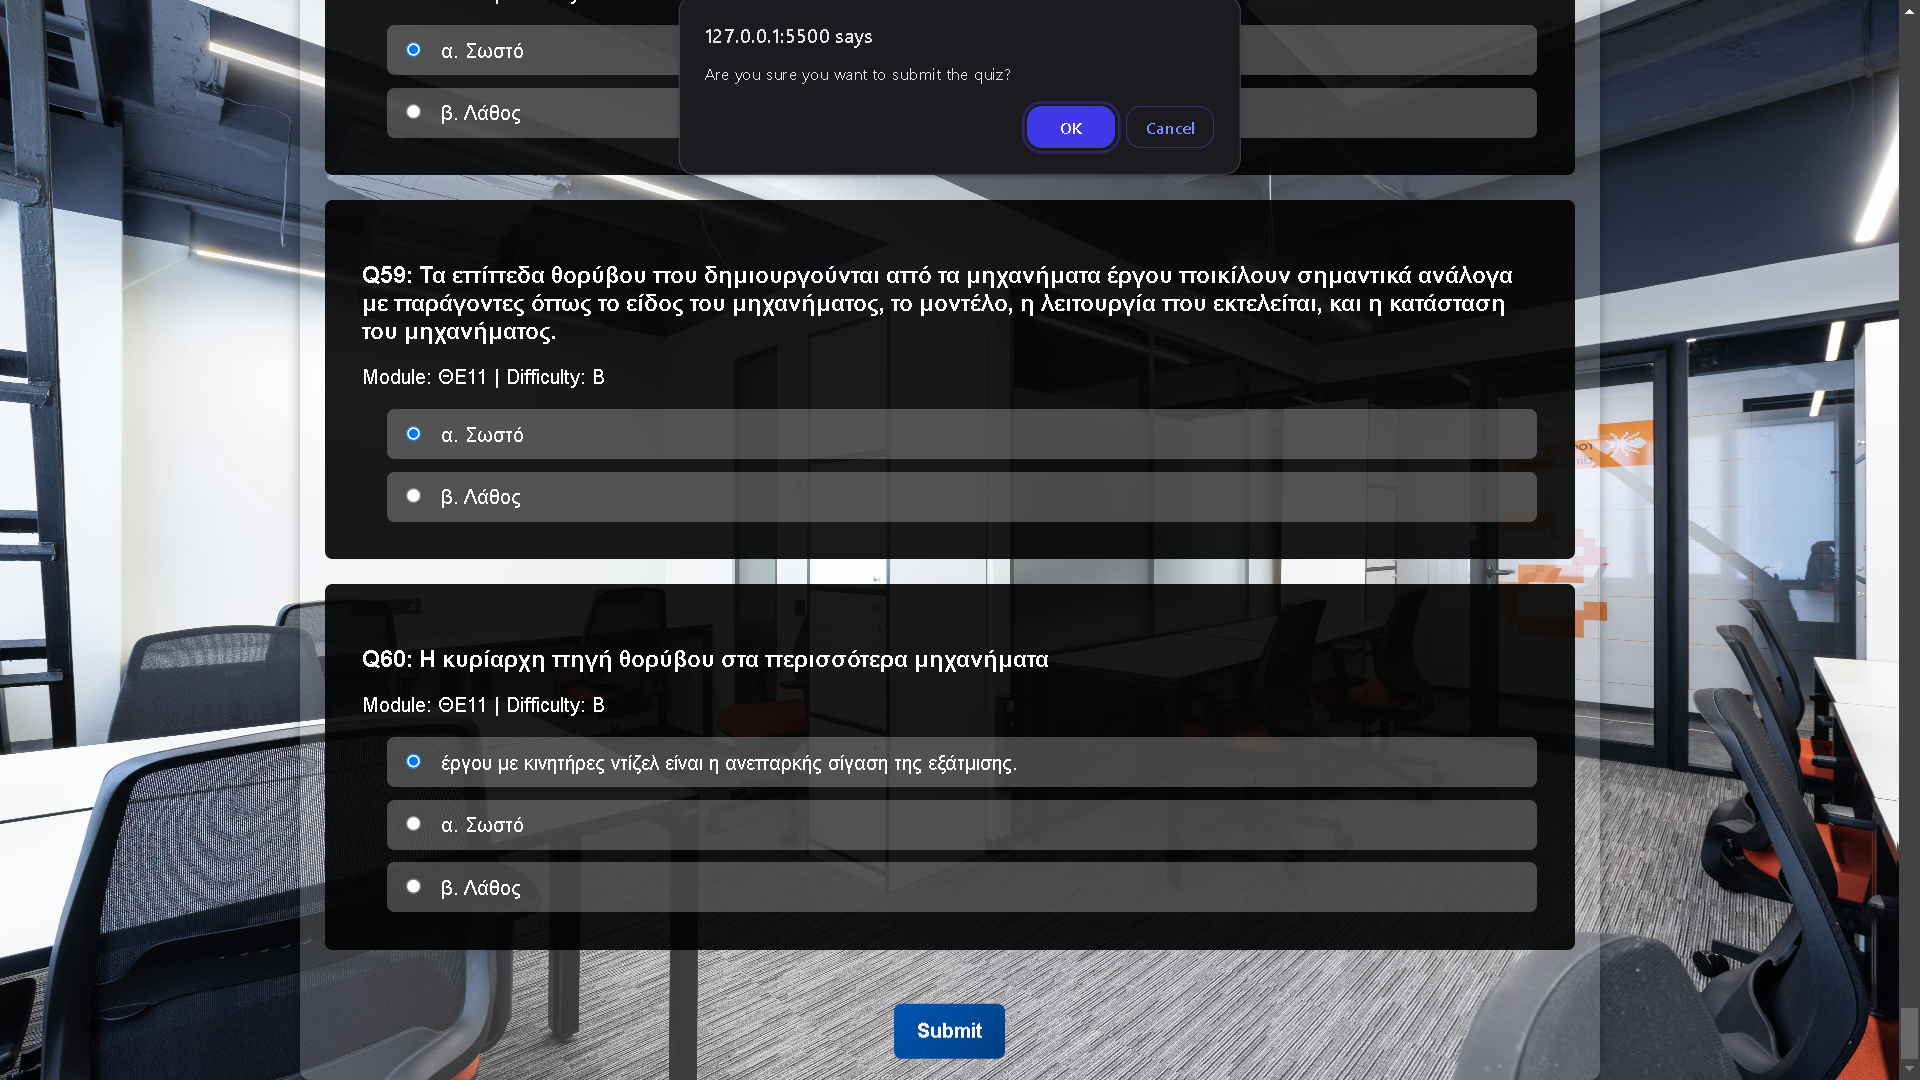 127.0.0.1:5500 says
Are you sure you want to submit the quiz?
OK
Cancel
α. Σωστό
β. Λάθος
Q59: Τα επίπεδα θορύβου που δημιουργούνται από τα μηχανήματα έργου ποικίλουν σημαντικά ανάλογα
με παράγοντες όπως το είδος του μηχανήματος, το μοντέλο, η λειτουργία που εκτελείται, και η κατάσταση
του μηχανήματος.
Module: ΘΕ11 | Difficulty: Β
α. Σωστό
β. Λάθος
Q60: Η κυρίαρχη πηγή θορύβου στα περισσότερα μηχανήματα
Module: ΘΕ11 | Difficulty: Β
έργου με κινητήρες ντίζελ είναι η ανεπαρκής σίγαση της εξάτμισης.
α. Σωστό
β. Λάθος
Submit